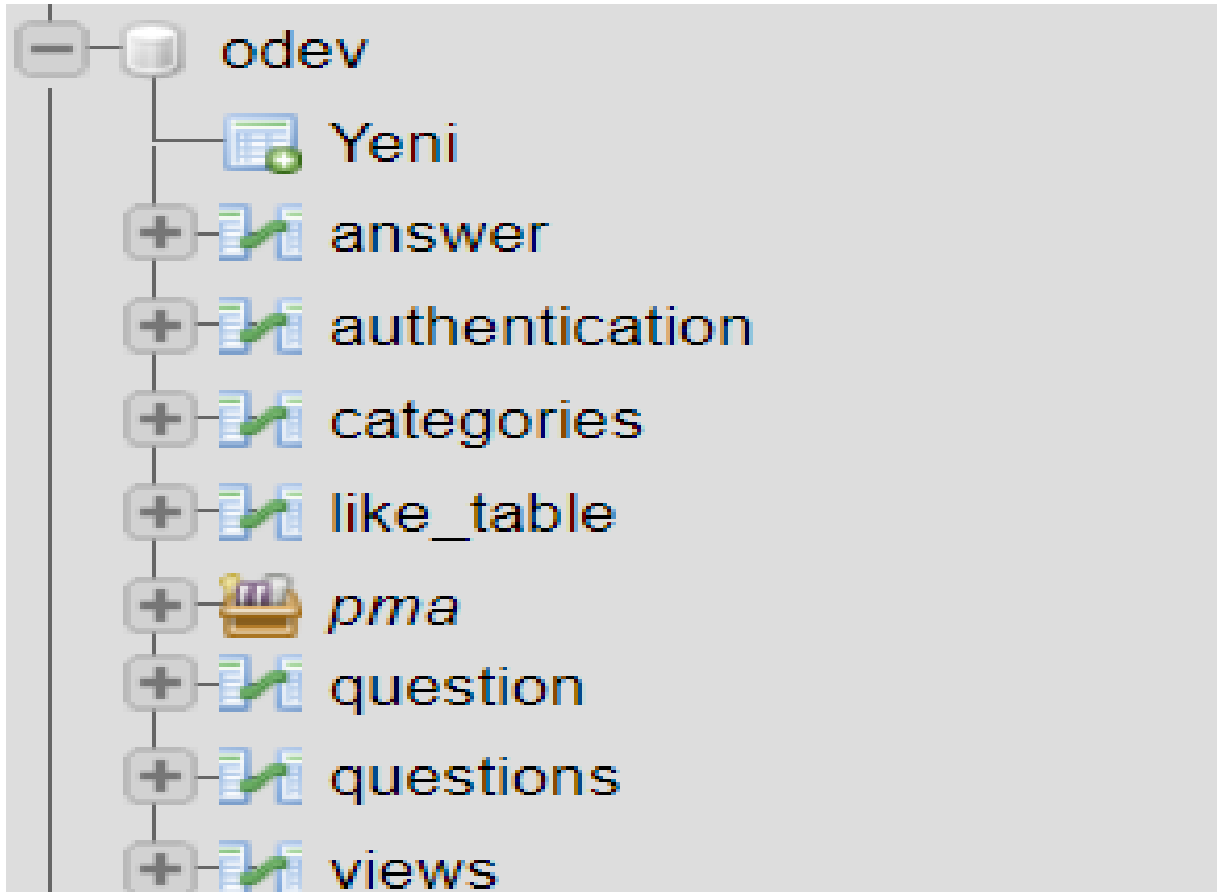 odev
Yeni
answer
authentication
categories
like_table
pma
question
questions
views